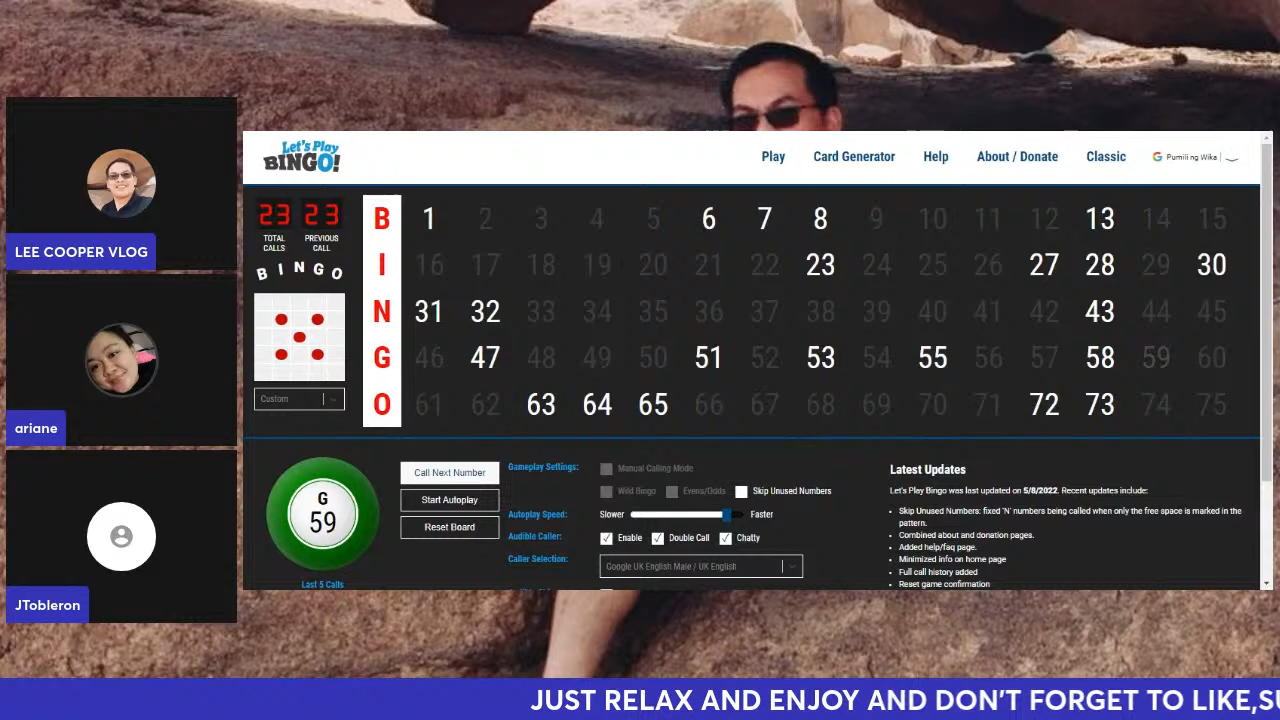 LEE COOPER VLOG
ariane
JTobleron
Let's Play
BINGO!
Play Card Generator Help About / Donate Classic Pumili ng Wika
23 23
TOTAL CALLS PREVIOUS CALL
B I N G O
Custom
B 1 2 3 4 5 6 7 8 9 10 11 12 13 14 15
I 16 17 18 19 20 21 22 23 24 25 26 27 28 29 30
N 31 32 33 34 35 36 37 38 39 40 41 42 43 44 45
G 46 47 48 49 50 51 52 53 54 55 56 57 58 59 60
O 61 62 63 64 65 66 67 68 69 70 71 72 73 74 75
G
59
Last 5 Calls
Call Next Number
Start Autoplay
Reset Board
Gameplay Settings: Manual Calling Mode
Wild Bingo Evens/Odds Skip Unused Numbers
Autoplay Speed: Slower Faster
Audible Caller: Enable Double Call Chatty
Caller Selection: Google UK English Male / UK English
Latest Updates
Let's Play Bingo was last updated on 5/8/2022. Recent updates include:
Skip Unused Numbers: fixed 'N' numbers being called when only the free space is marked in the
pattern.
Combined about and donation pages.
Added help/faq page.
Minimized info on home page
Full call history added
Reset game confirmation
JUST RELAX AND ENJOY AND DON'T FORGET TO LIKE,SU